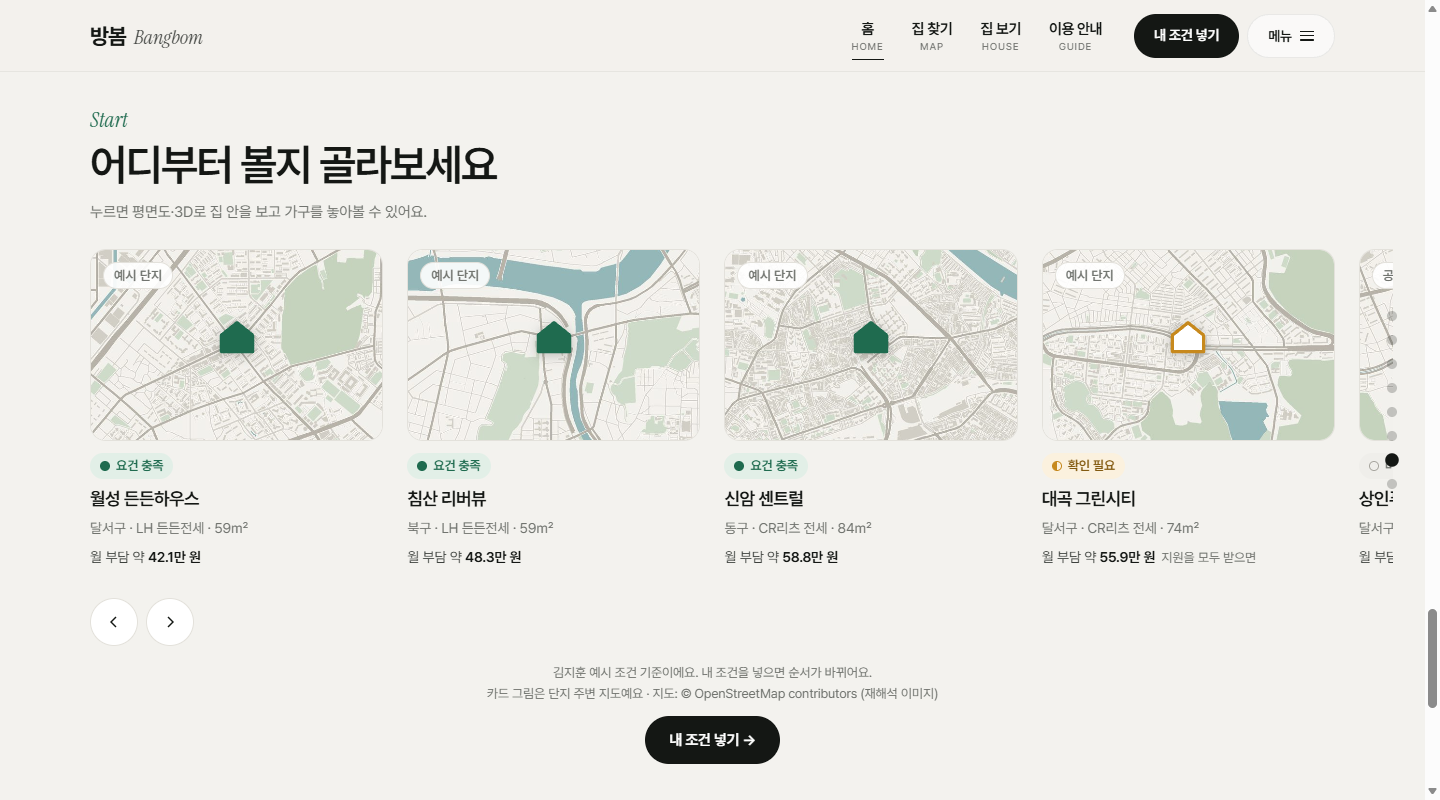 방봄 Bangbom
홈 집 찾기 집 보기 이용 안내
HOME MAP HOUSE GUIDE
내 조건 넣기
메뉴
Start
어디부터 볼지 골라보세요
누르면 평면도·3D로 집 안을 보고 가구를 놓아볼 수 있어요.
예시 단지
요건 충족
월성 든든하우스
달서구 · LH 든든전세 · 59m²
월 부담 약 42.1만 원
예시 단지
요건 충족
침산 리버뷰
북구 · LH 든든전세 · 59m²
월 부담 약 48.3만 원
예시 단지
요건 충족
신암 센트럴
동구 · CR리츠 전세 · 84m²
월 부담 약 58.8만 원
예시 단지
확인 필요
대곡 그린시티
달서구 · CR리츠 전세 · 74m²
월 부담 약 55.9만 원 지원을 모두 받으면
상인
달서구
월 부담
김지훈 예시 조건 기준이에요. 내 조건을 넣으면 순서가 바뀌어요.
카드 그림은 단지 주변 지도예요 · 지도: © OpenStreetMap contributors (재해석 이미지)
내 조건 넣기 →